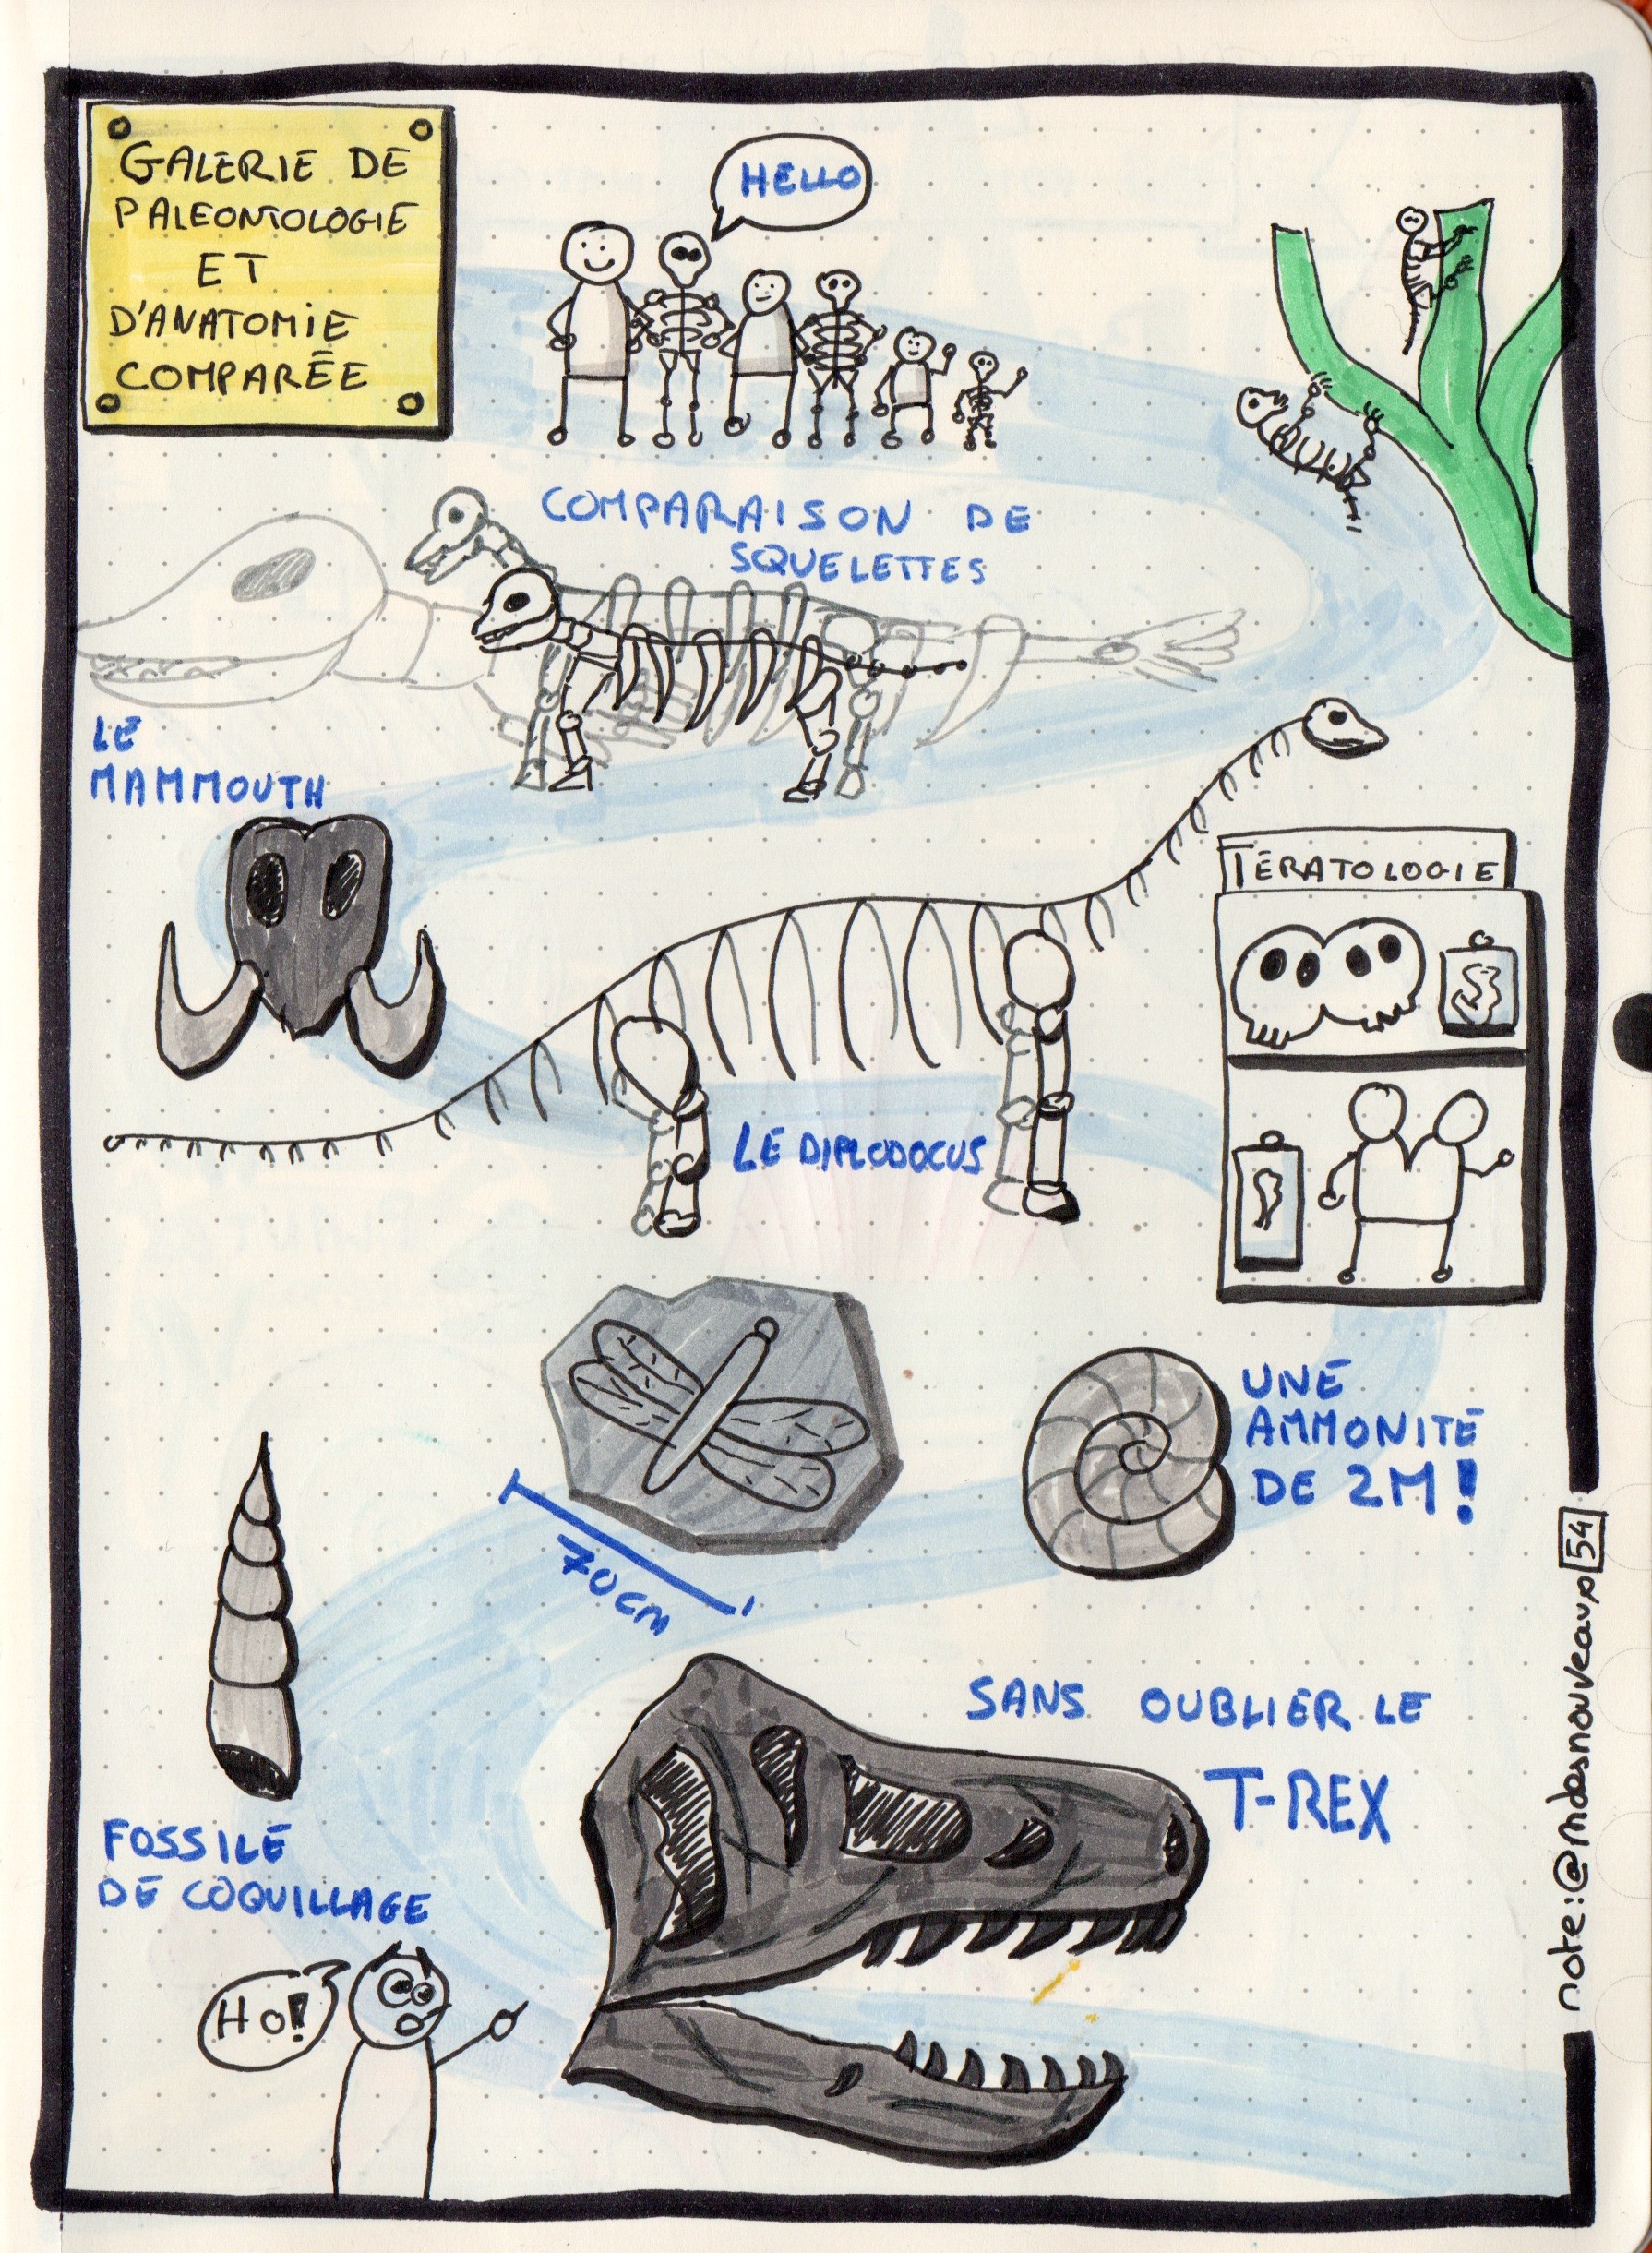 GALERIE DE
PALEONTOLOGIE
ET
D'ANATOMIE
COMPARÉE
HELLO
COMPARAISON DE
SQUELETTES
LE
MAMMOUTH
TÉRATOLOGIE
LE DIPLODOCUS
UNE
AMMONITE
DE 2M!
70CM
FOSSILE
DE COQUILLAGE
SANS OUBLIER LE
T-REX
HO!
note:@mdesnouveaux 54